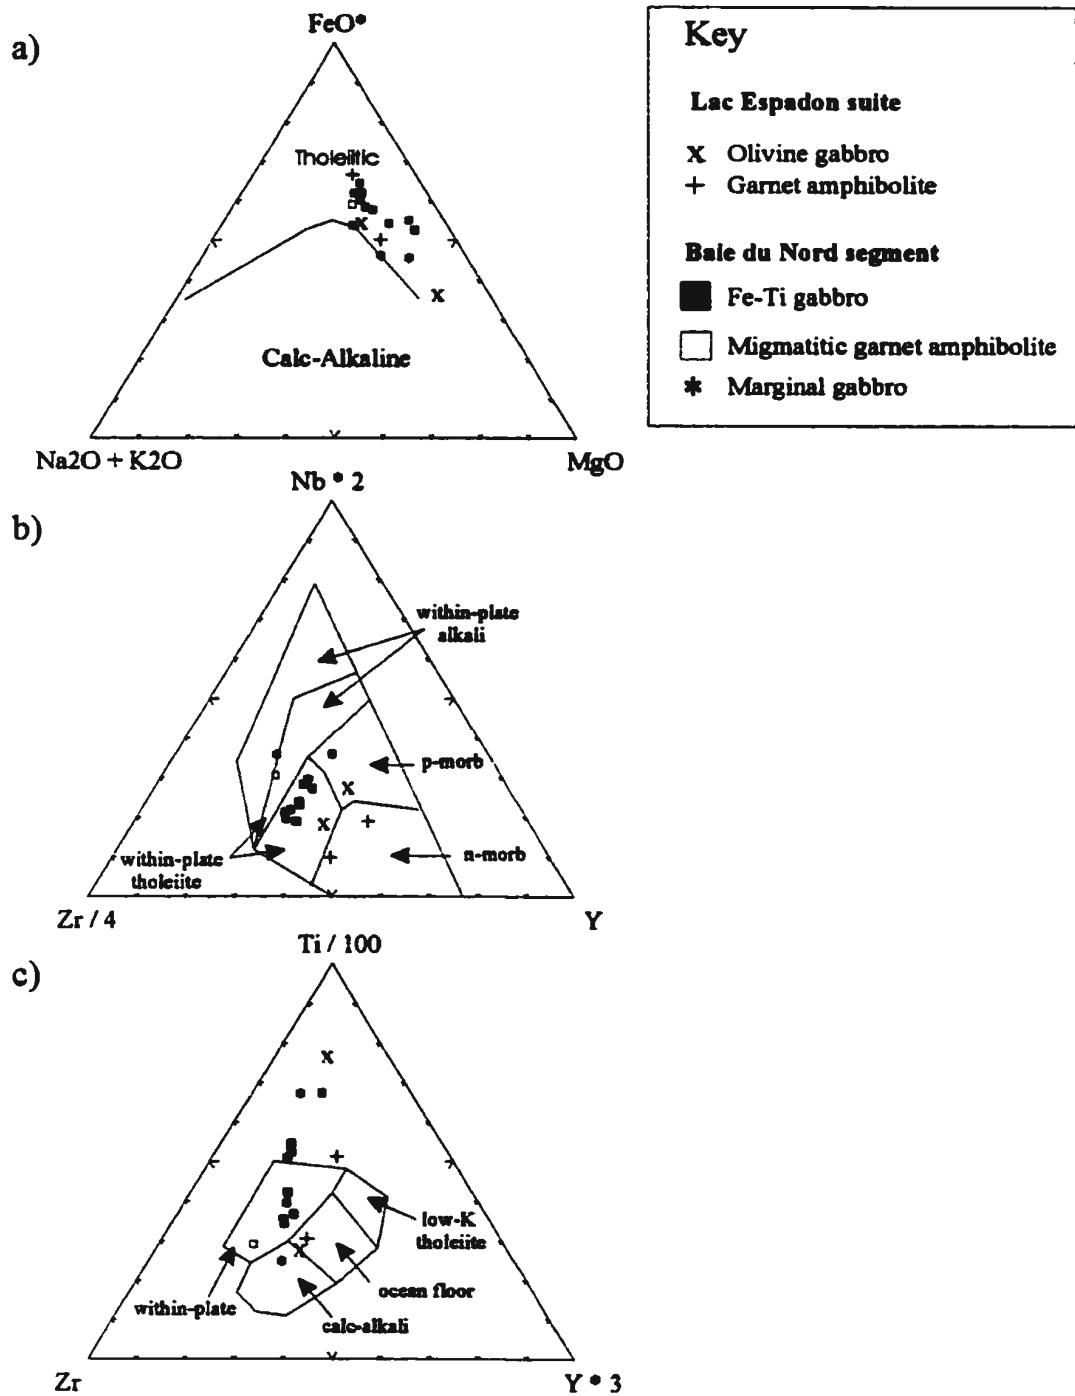 a)
FeO*
Tholeiitic
Calc-Alkaline
Na2O + K2O
MgO
Key
Lac Espadon suite
x Olivine gabbro
+ Garnet amphibolite
Baie du Nord segment
Fe-Ti gabbro
Migmatitic garnet amphibolite
* Marginal gabbro
b)
Nb * 2
within-plate
alkali
p-morb
n-morb
within-plate
tholeiite
Zr / 4
Y
c)
Ti / 100
low-K
tholeiite
ocean floor
within-plate
calc-alkali
Zr
Y * 3